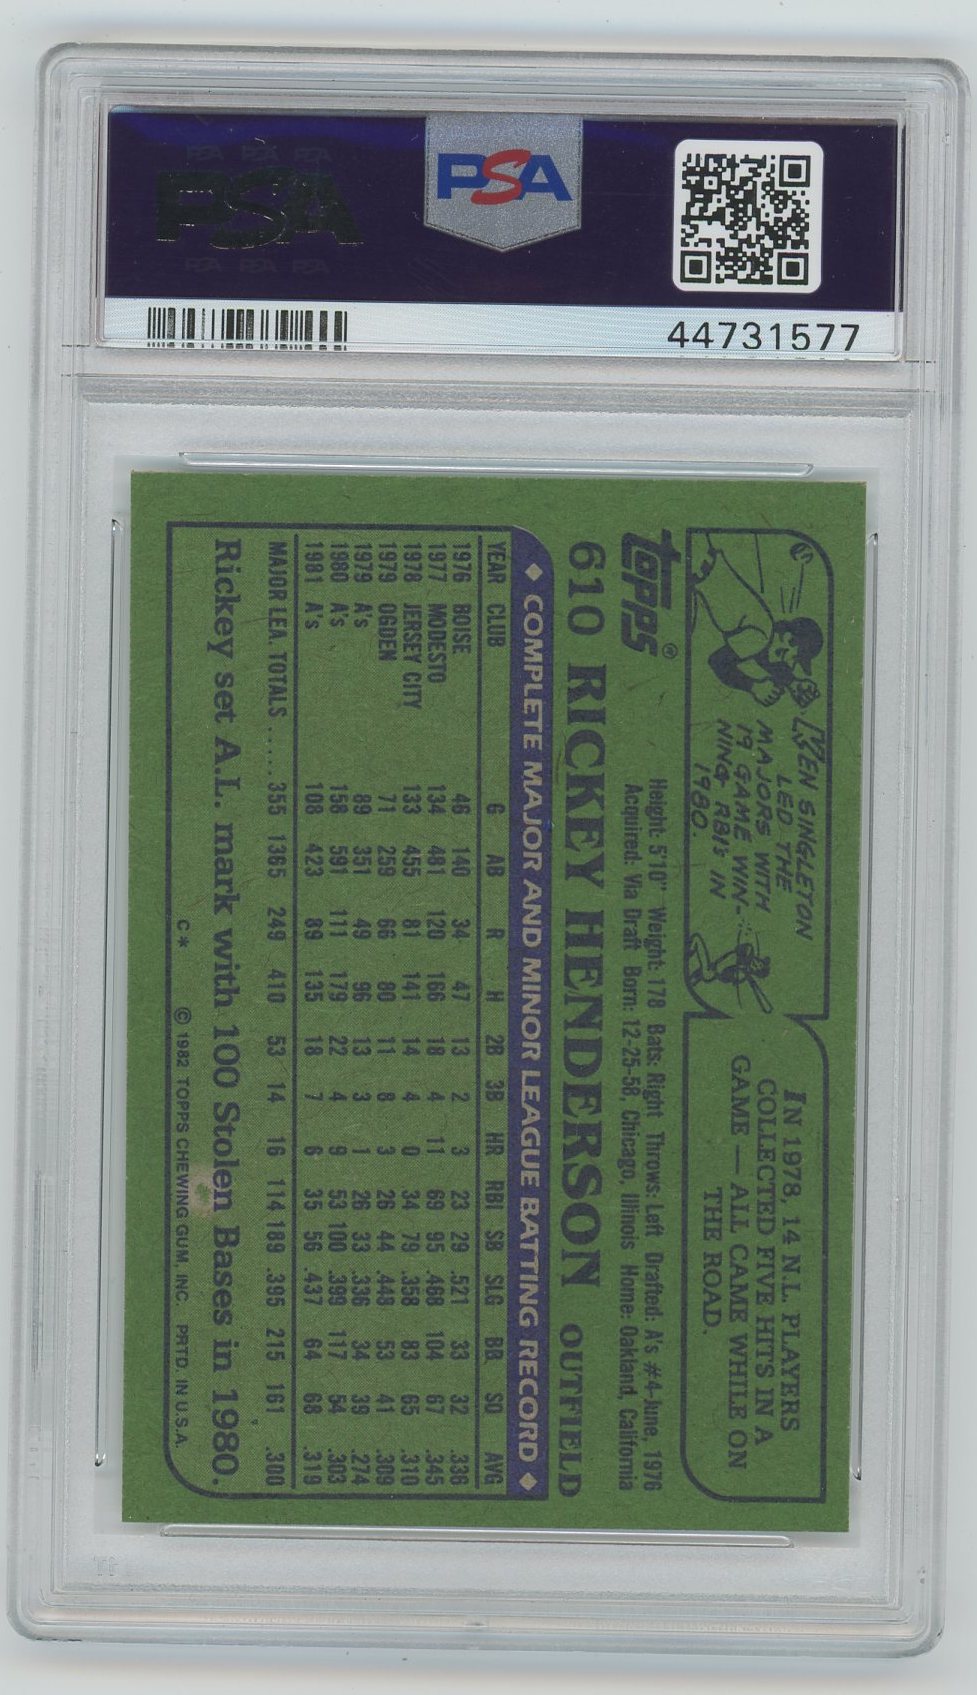 PSA PSA PSA
PSA
PSA PSA PSA
PSA
44731577
KEN SINGLETON
LED THE
MAJORS WITH
19 GAME WIN-
NING RBI's IN
1980.
IN 1978, 14 N.L. PLAYERS
COLLECTED FIVE HITS IN A
GAME — ALL CAME WHILE ON
THE ROAD.
topps®
Height: 5'10" Weight: 178 Bats: Right Throws: Left Drafted: A's #4-June, 1976
Acquired: Via Draft Born: 12-25-58, Chicago, Illinois Home: Oakland, California
610 RICKEY HENDERSON OUTFIELD
◆ COMPLETE MAJOR AND MINOR LEAGUE BATTING RECORD ◆
YEAR CLUB G AB R H 2B 3B HR RBI SB SLG BB SO AVG
1976 BOISE 46 140 34 47 13 2 3 23 29 .521 33 32 .336
1977 MODESTO 134 481 120 166 18 4 11 69 95 .468 104 67 .345
1978 JERSEY CITY 133 455 81 141 14 4 0 34 79 .358 83 65 .310
1979 OGDEN 71 259 66 80 11 8 3 26 44 .448 53 41 .309
1979 A's 89 351 49 96 13 3 1 26 33 .336 34 39 .274
1980 A's 158 591 111 179 22 4 9 53 100 .399 117 54 .303
1981 A's 108 423 89 135 18 7 6 35 56 .437 64 68 .319
MAJOR LEA. TOTALS ..... 355 1365 249 410 53 14 16 114 189 .395 215 161 .300
Rickey set A.L. mark with 100 Stolen Bases in 1980.
C* © 1982 TOPPS CHEWING GUM, INC. PRTD. IN U.S.A.